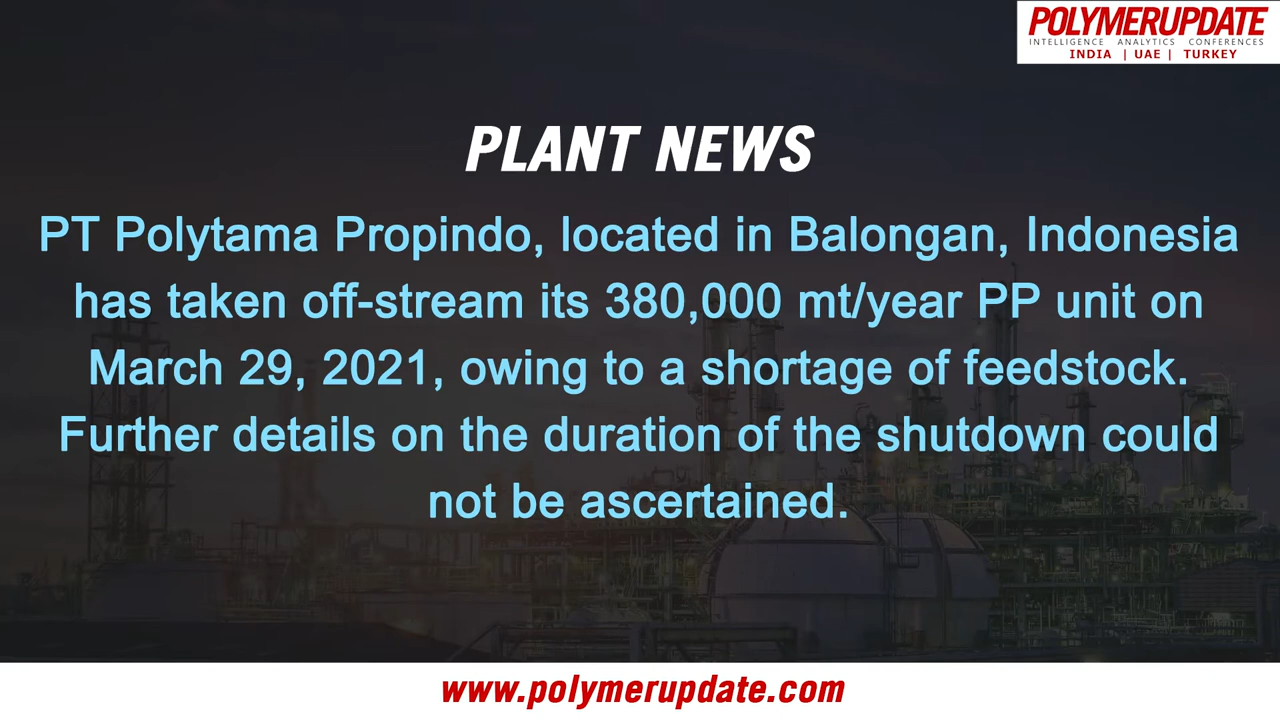 POLYMERUPDATE
INTELLIGENCE ANALYTICS CONFERENCES
INDIA | UAE | TURKEY
PLANT NEWS
PT Polytama Propindo, located in Balongan, Indonesia
has taken off-stream its 380,000 mt/year PP unit on
March 29, 2021, owing to a shortage of feedstock.
Further details on the duration of the shutdown could
not be ascertained.
www.polymerupdate.com